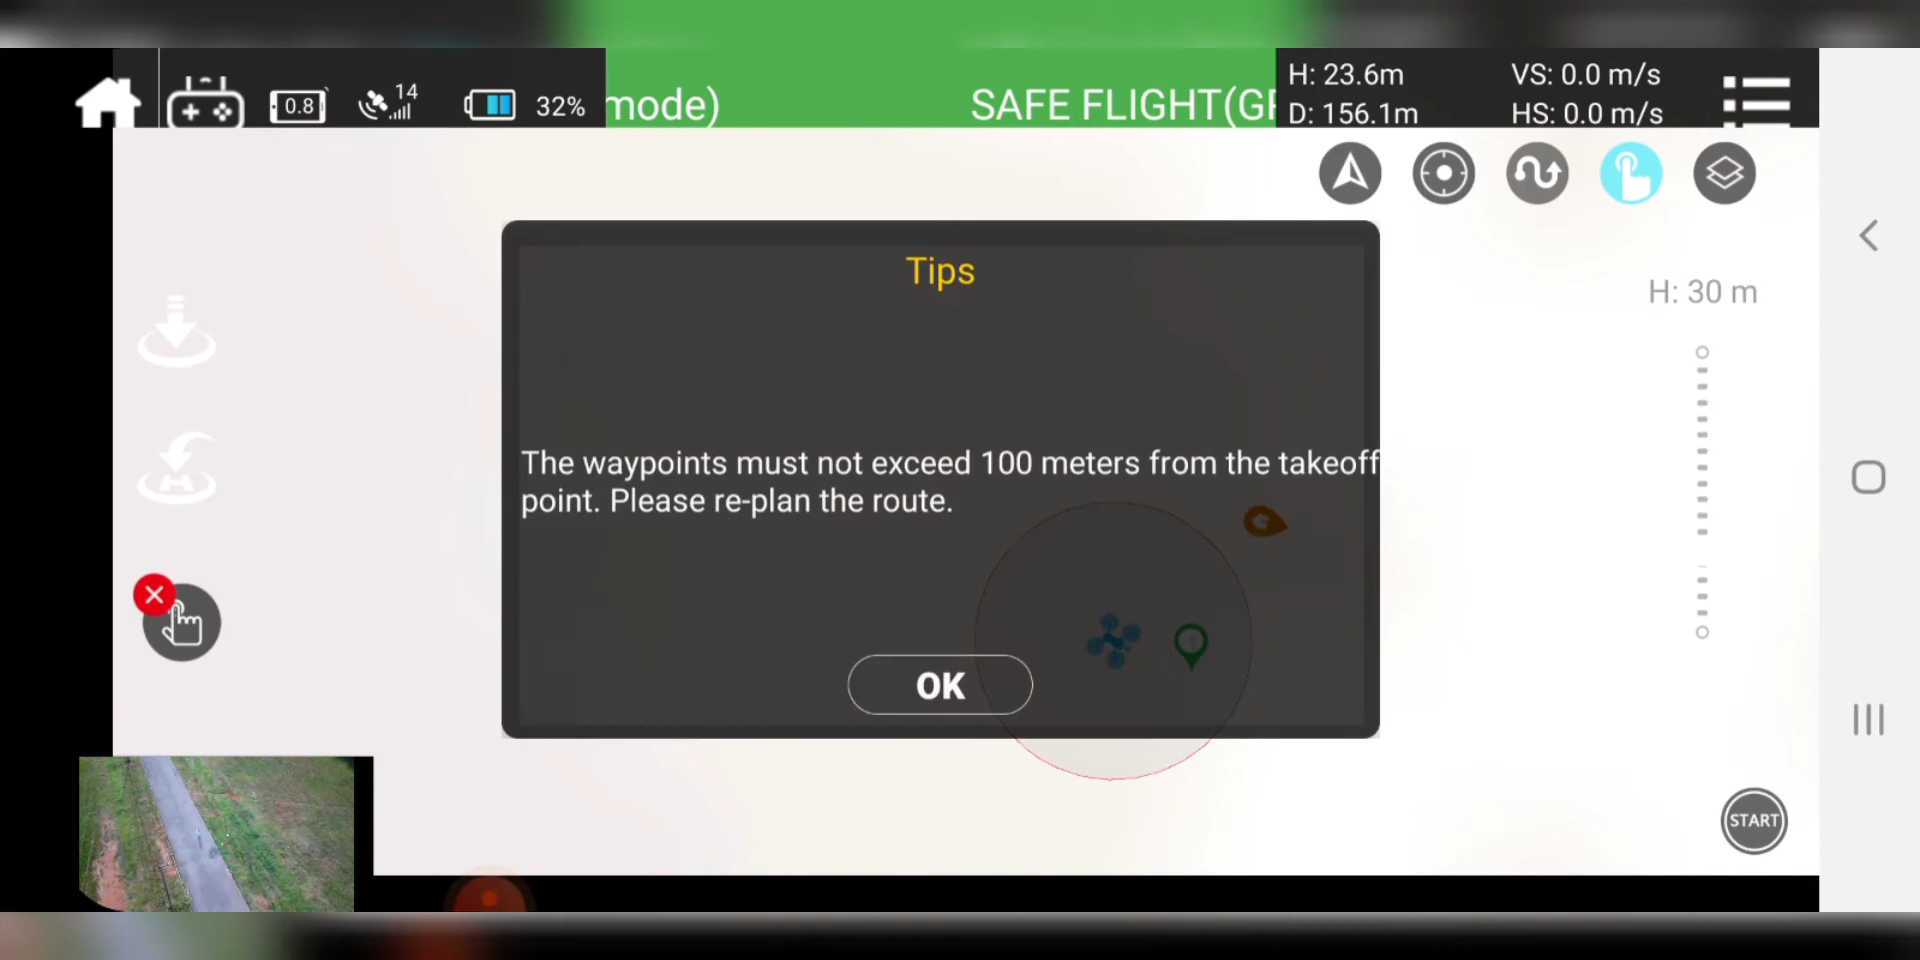 0.8
14
32%
mode)
SAFE FLIGHT(GP
H: 23.6m
VS: 0.0 m/s
D: 156.1m
HS: 0.0 m/s
H: 30 m
Tips
The waypoints must not exceed 100 meters from the takeoff
point. Please re-plan the route.
OK
START